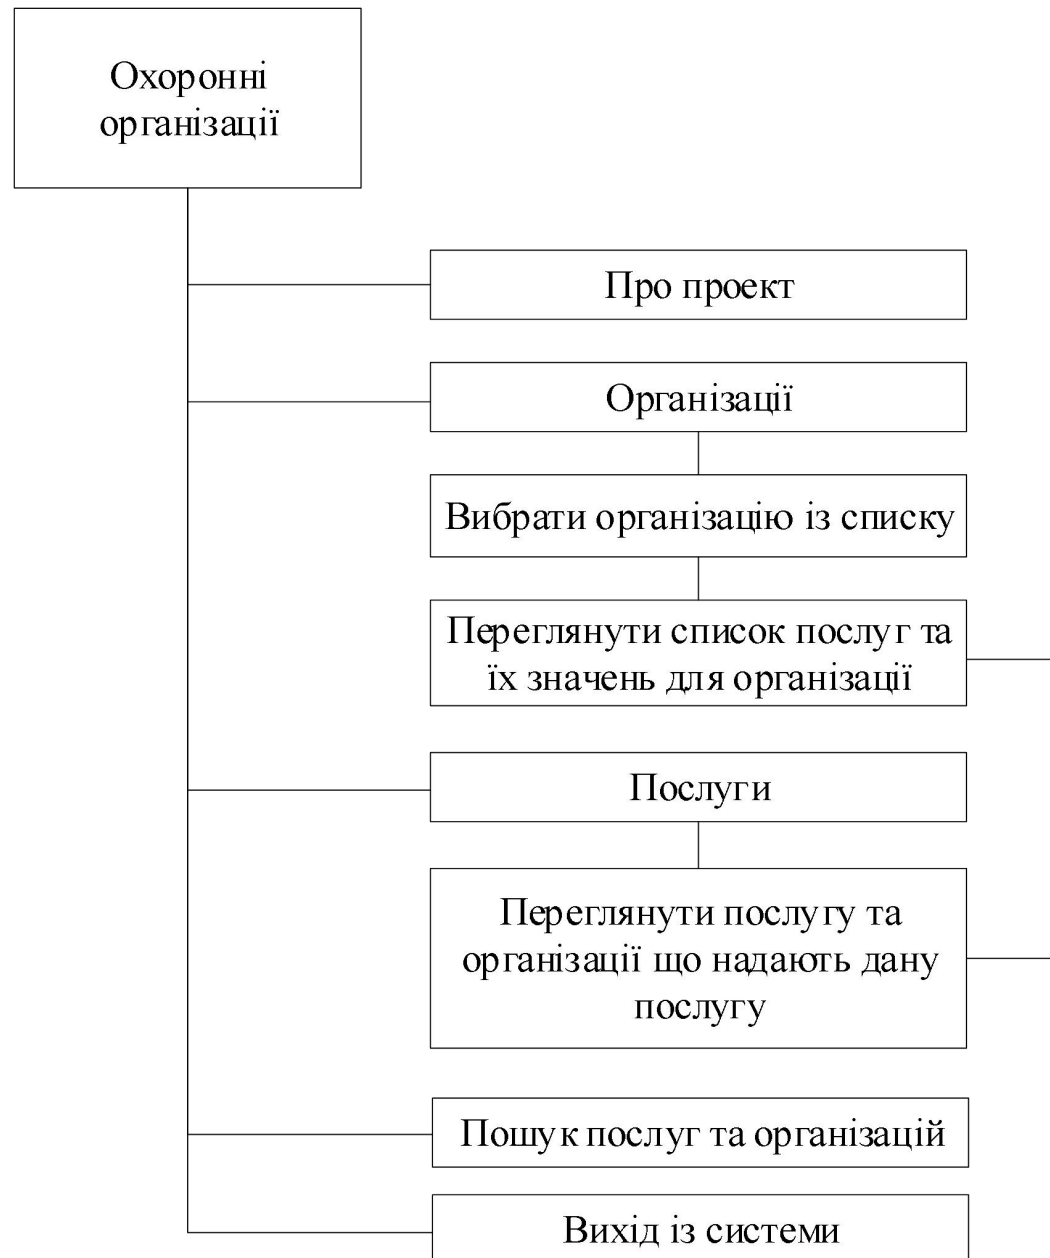 Охоронні
організації
Про проект
Організації
Вибрати організацію із списку
Переглянути список послуг та
їх значень для організації
Послуги
Переглянути послугу та
організації що надають дану
послугу
Пошук послуг та організацій
Вихід із системи